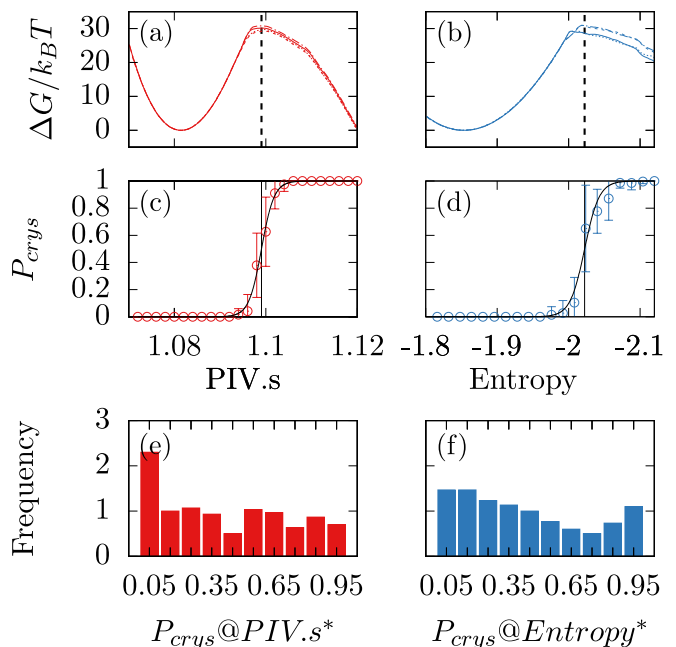 (a) (b)
ΔG/k_BT
30
20
10
0
(c) (d)
P_crys
1
0.8
0.6
0.4
0.2
0
1.08 1.1 1.12 -1.8 -1.9 -2 -2.1
PIV.s Entropy
(e) (f)
Frequency
3
2
1
0
0.05 0.35 0.65 0.95 0.05 0.35 0.65 0.95
P_crys@PIV.s* P_crys@Entropy*